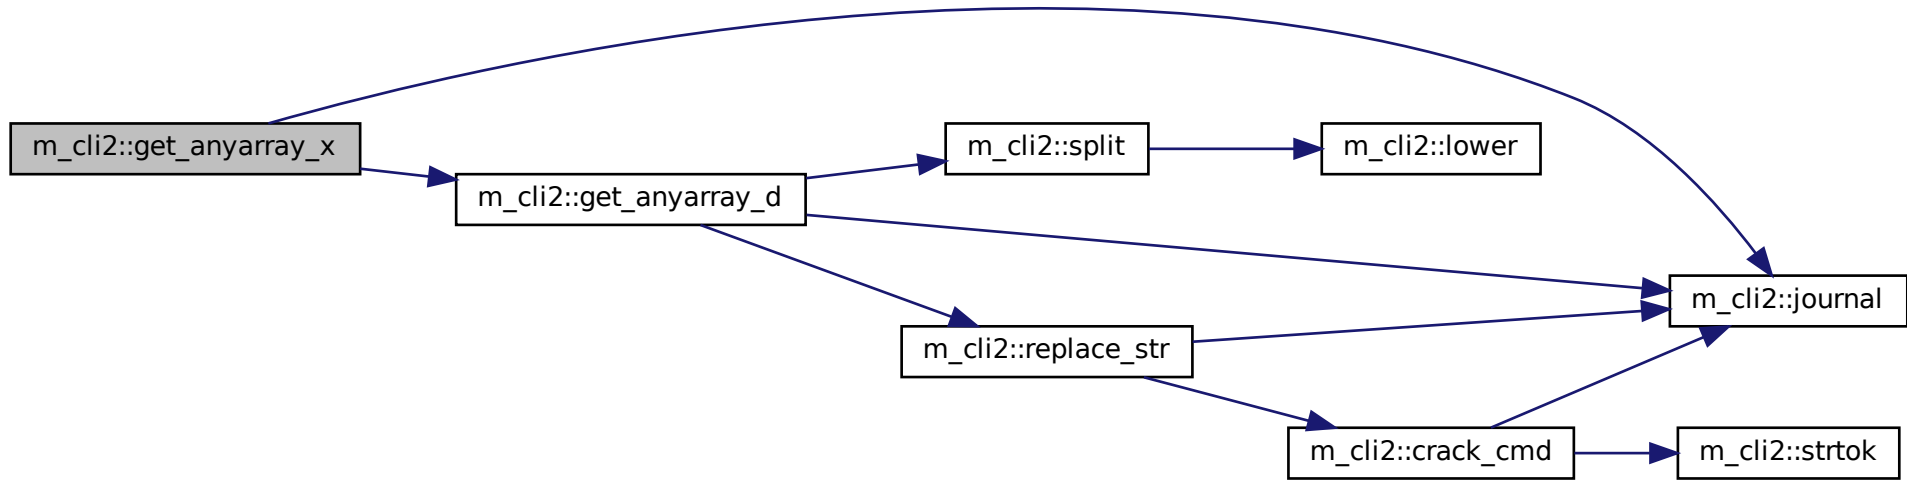 m_cli2::get_anyarray_x
m_cli2::get_anyarray_d
m_cli2::split
m_cli2::lower
m_cli2::journal
m_cli2::replace_str
m_cli2::crack_cmd
m_cli2::strtok